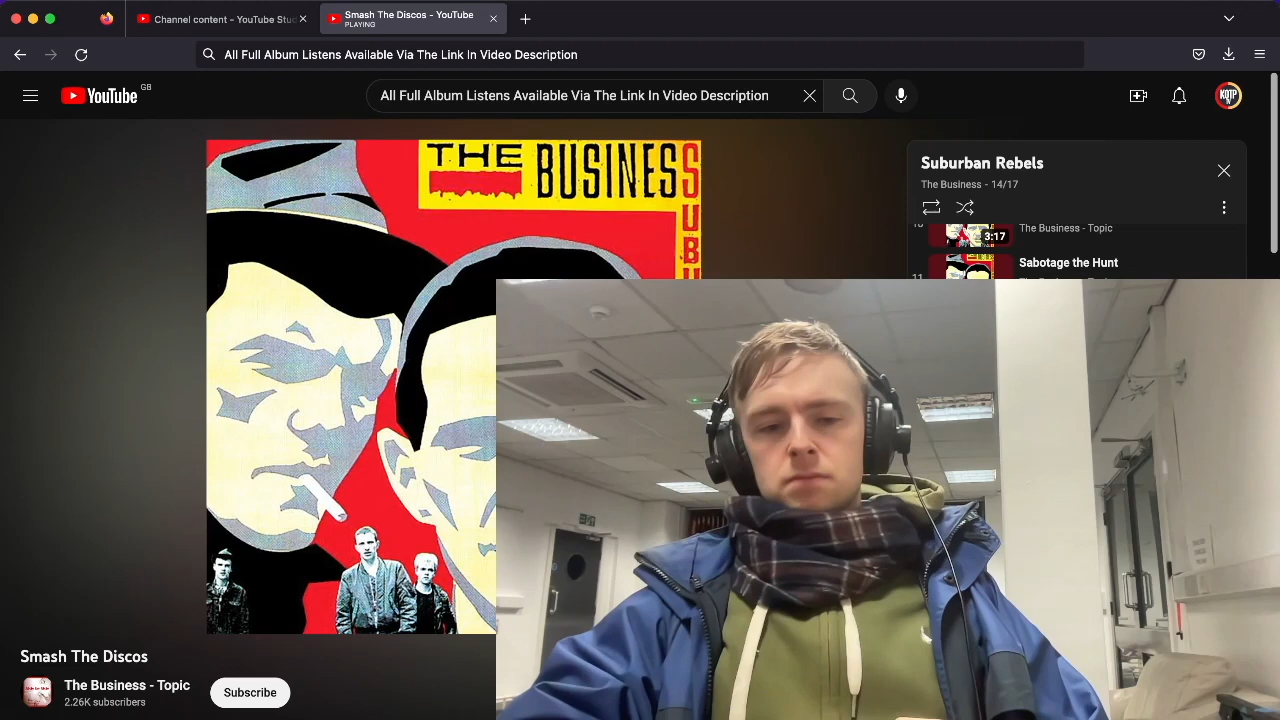 Channel content - YouTube Stud
Smash The Discos - YouTube
PLAYING
All Full Album Listens Available Via The Link In Video Description
YouTube
GB
All Full Album Listens Available Via The Link In Video Description
THE BUSINESS
SUBU
Suburban Rebels
The Business - 14/17
3:17
The Business - Topic
Sabotage the Hunt
11
Smash The Discos
The Business - Topic
2.26K subscribers
Subscribe